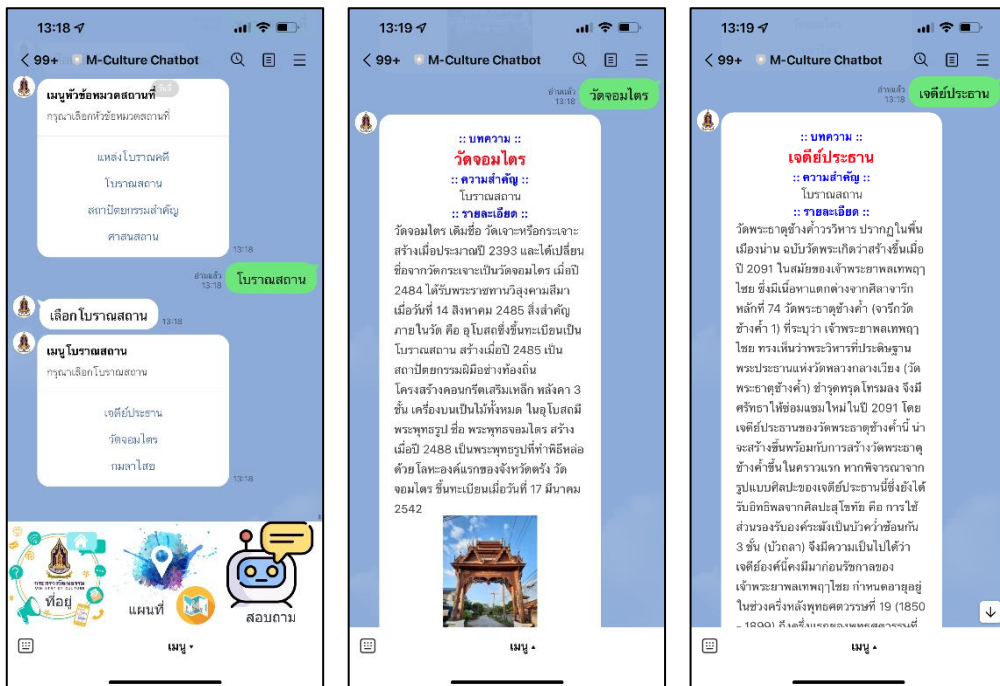 13:18
99+ M-Culture Chatbot
เมนูหัวข้อหมวดสถานที่
วันนี้
กรุณาเลือกหัวข้อหมวดสถานที่
แหล่งโบราณคดี
โบราณสถาน
สถาปัตยกรรมสำคัญ
ศาสนสถาน
13:18
อ่านแล้ว
13:18
โบราณสถาน
เลือกโบราณสถาน
13:18
เมนูโบราณสถาน
กรุณาเลือกโบราณสถาน
เจดีย์ประธาน
วัดจอมไตร
กมลาไสย
13:18
กระทรวงวัฒนธรรม
ที่อยู่
แผนที่
สอบถาม
เมนู
13:19
99+ M-Culture Chatbot
อ่านแล้ว
13:18
วัดจอมไตร
:: บทความ ::
วัดจอมไตร
:: ความสำคัญ ::
โบราณสถาน
:: รายละเอียด ::
วัดจอมไตร เดิมชื่อ วัดเจาะหรือกระเจาะ
สร้างเมื่อประมาณปี 2393 และได้เปลี่ยน
ชื่อจากวัดกระเจาะเป็นวัดจอมไตร เมื่อปี
2484 ได้รับพระราชทานวิสุงคามสีมา
เมื่อวันที่ 14 สิงหาคม 2485 สิ่งสำคัญ
ภายในวัด คือ อุโบสถซึ่งขึ้นทะเบียนเป็น
โบราณสถาน สร้างเมื่อปี 2485 เป็น
สถาปัตยกรรมฝีมือช่างท้องถิ่น
โครงสร้างคอนกรีตเสริมเหล็ก หลังคา 3
ชั้น เครื่องบนเป็นไม้ทั้งหมด ในอุโบสถมี
พระพุทธรูป ชื่อ พระพุทธจอมไตร สร้าง
เมื่อปี 2488 เป็นพระพุทธรูปที่ทำพิธีหล่อ
ด้วยโลหะองค์แรกของจังหวัดตรัง วัด
จอมไตร ขึ้นทะเบียนเมื่อวันที่ 17 มีนาคม
2542
เมนู
13:19
99+ M-Culture Chatbot
อ่านแล้ว
13:18
เจดีย์ประธาน
:: บทความ ::
เจดีย์ประธาน
:: ความสำคัญ ::
โบราณสถาน
:: รายละเอียด ::
วัดพระธาตุช้างค้ำวรวิหาร ปรากฏในพื้น
เมืองน่าน ฉบับวัดพระเกิดว่าสร้างขึ้นเมื่อ
ปี 2091 ในสมัยของเจ้าพระยาพลเทพฤๅ
ไชย ซึ่งมีเนื้อหาแตกต่างจากศิลาจารึก
หลักที่ 74 วัดพระธาตุช้างค้ำ (จารึกวัด
ช้างค้ำ 1) ที่ระบุว่า เจ้าพระยาพลเทพฤๅ
ไชย ทรงเห็นว่าพระวิหารที่ประดิษฐาน
พระประธานแห่งวัดหลวงกลางเวียง (วัด
พระธาตุช้างค้ำ) ชำรุดทรุดโทรมลง จึงมี
ศรัทธาให้ซ่อมแซมใหม่ในปี 2091 โดย
เจดีย์ประธานของวัดพระธาตุช้างค้ำนี้ น่า
จะสร้างขึ้นพร้อมกับการสร้างวัดพระธาตุ
ช้างค้ำขึ้นในคราวแรก หากพิจารณาจาก
รูปแบบศิลปะของเจดีย์ประธานนี้ซึ่งยังได้
รับอิทธิพลจากศิลปะสุโขทัย คือ การใช้
ส่วนรองรับองค์ระฆังเป็นบัวคว่ำซ้อนกัน
3 ชั้น (บัวถลา) จึงมีความเป็นไปได้ว่า
เจดีย์องค์นี้คงมีมาก่อนรัชกาลของ
เจ้าพระยาพลเทพฤๅไชย กำหนดอายุอยู่
ในช่วงครึ่งหลังพุทธศตวรรษที่ 19 (1850
- 1899) ถึงครึ่งแรกของพุทธศตวรรษที่
เมนู